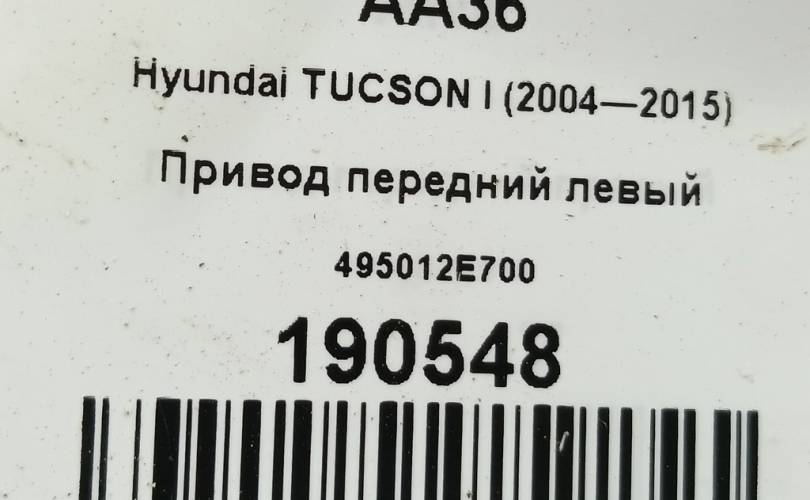 AA36
Hyundai TUCSON I (2004—2015)
Привод передний левый
495012E700
190548